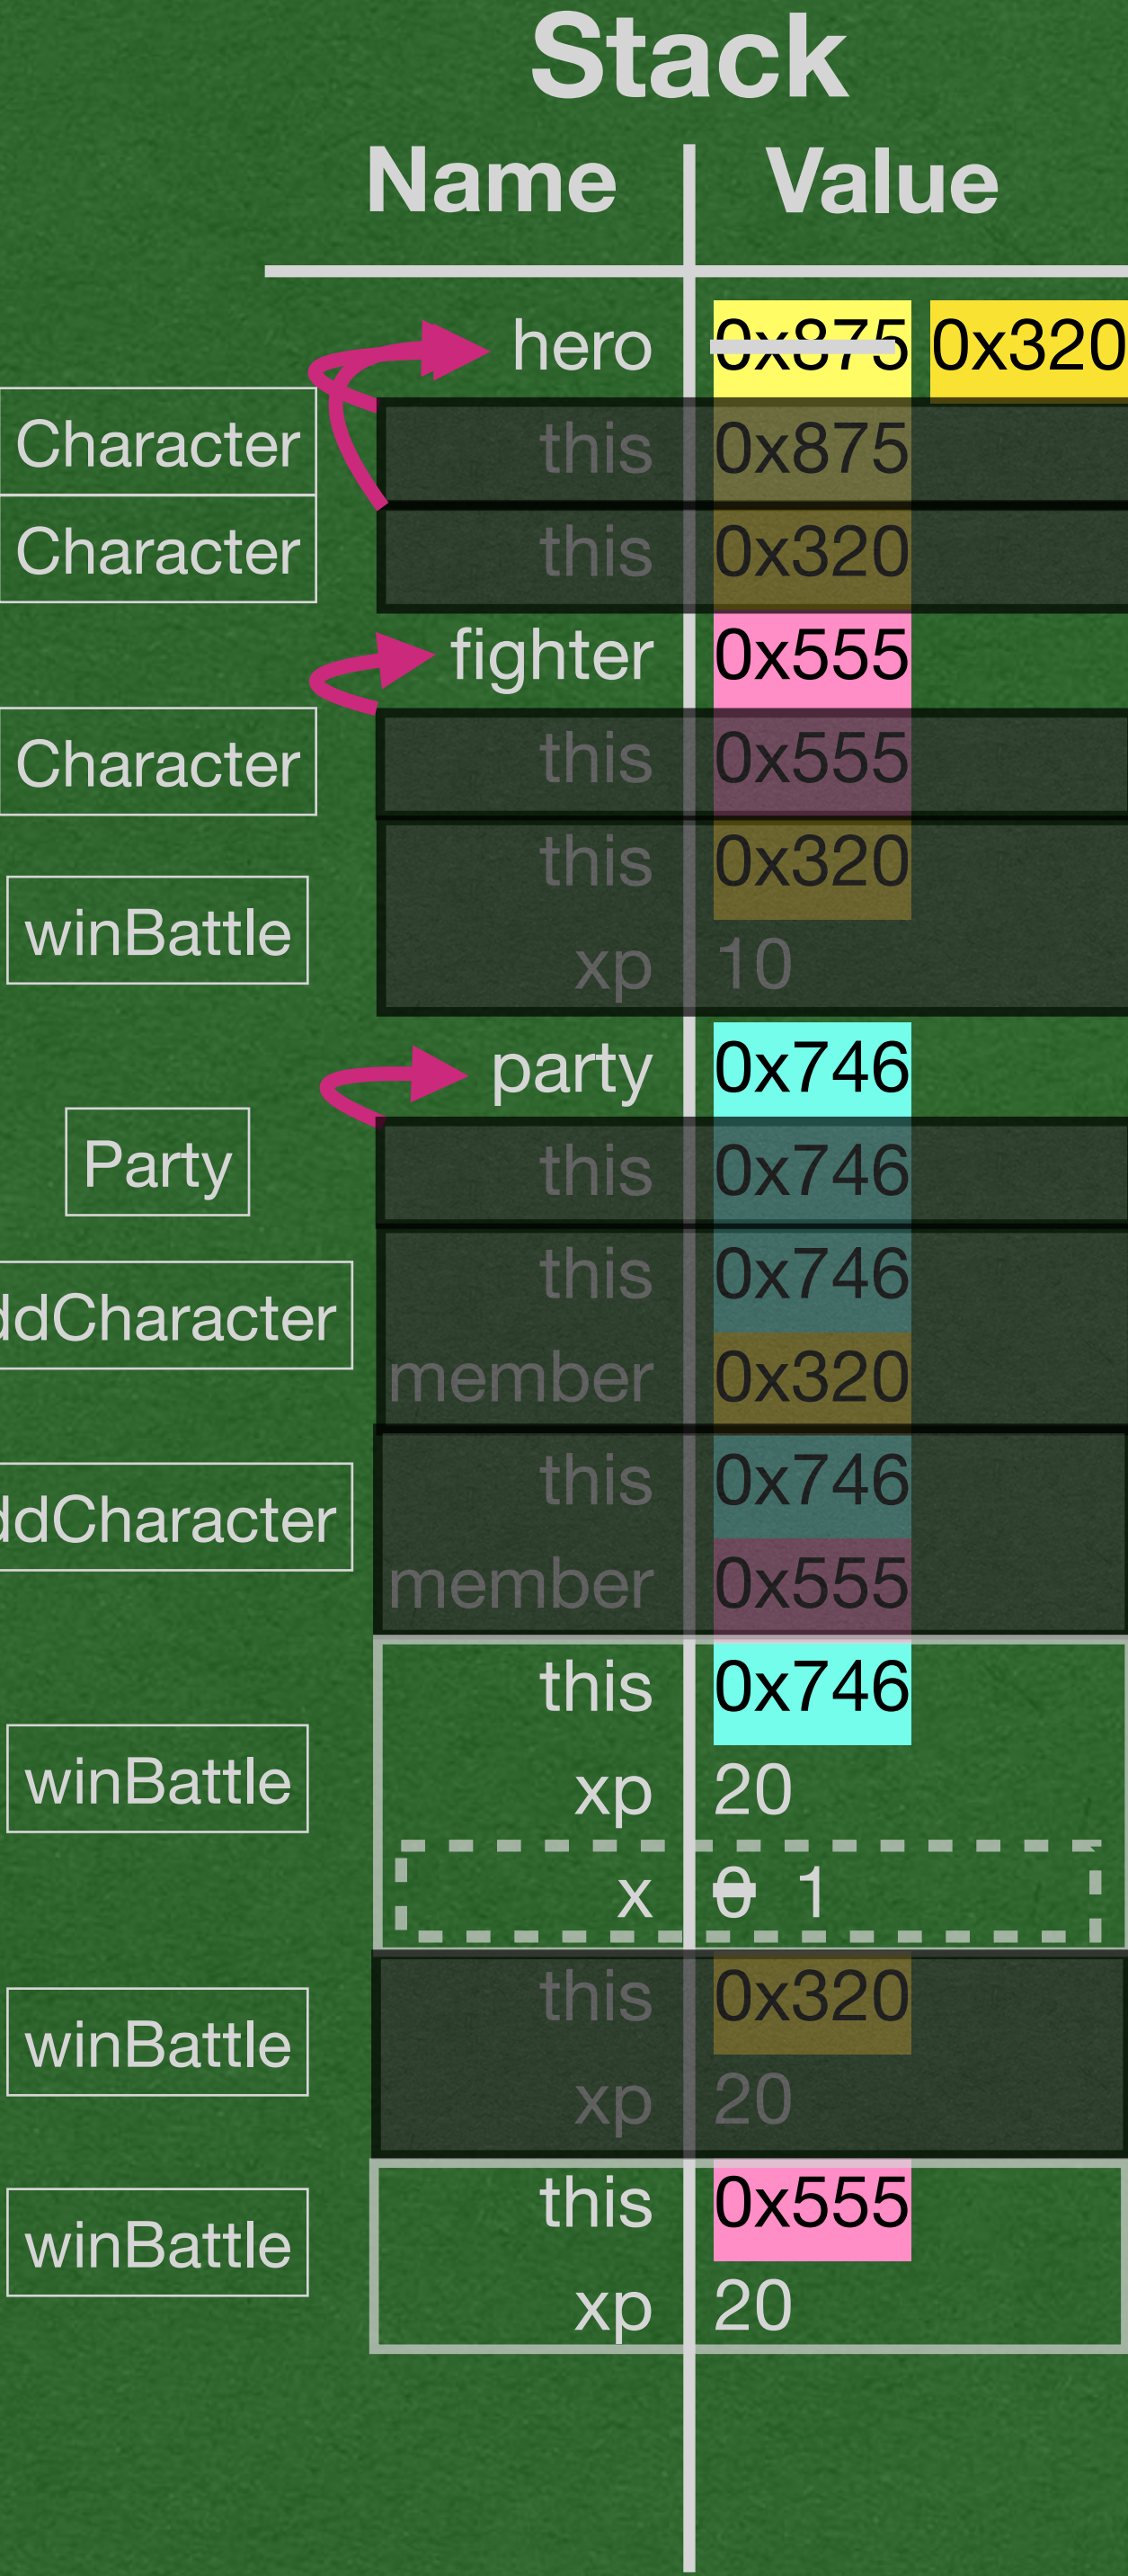 Stack
Name Value
hero 0x875 0x320
Character this 0x875
Character this 0x320
fighter 0x555
Character this 0x555
this 0x320
winBattle
xp 10
party 0x746
Party this 0x746
this 0x746
ddCharacter
member 0x320
this 0x746
ddCharacter
member 0x555
this 0x746
winBattle
xp 20
x 0 1
this 0x320
winBattle
xp 20
this 0x555
winBattle
xp 20